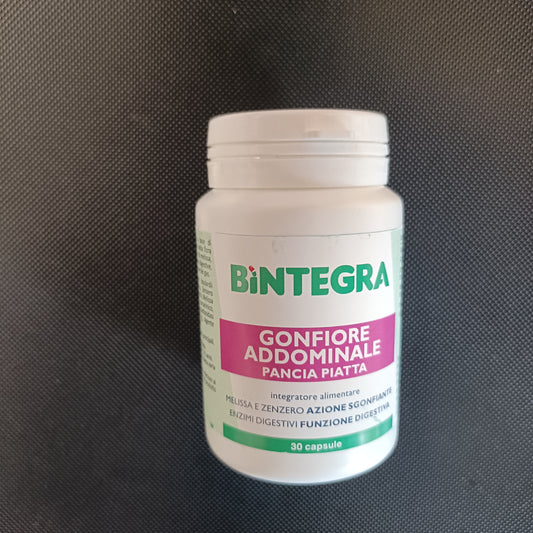 BiNTEGRA
GONFIORE
ADDOMINALE
PANCIA PIATTA
integratore alimentare
MELISSA E ZENZERO AZIONE SGONFIANTE
ENZIMI DIGESTIVI FUNZIONE DIGESTIVA
30 capsule